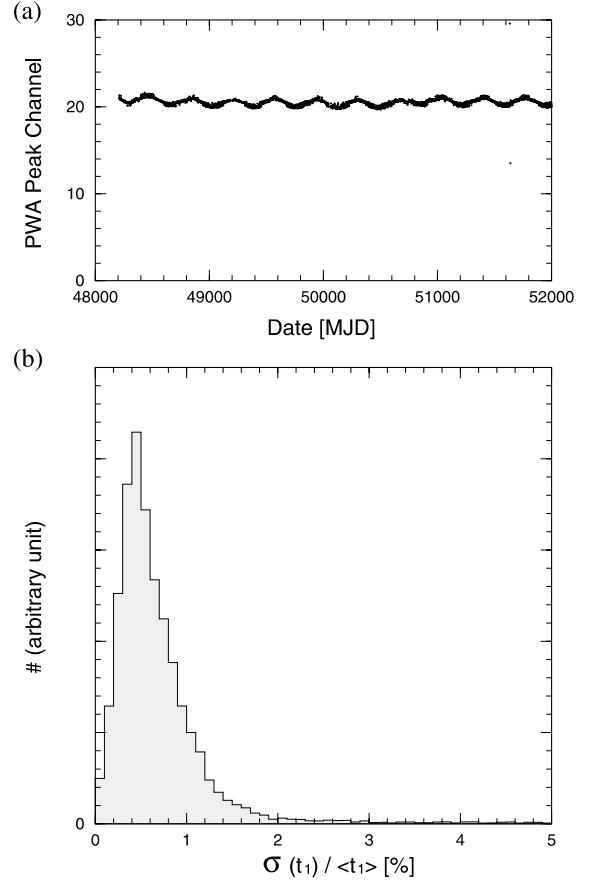 (a)
30
20
10
0
PWA Peak Channel
48000 49000 50000 51000 52000
Date [MJD]
(b)
# (arbitrary unit)
0
0 1 2 3 4 5
σ (t₁) / <t₁> [%]